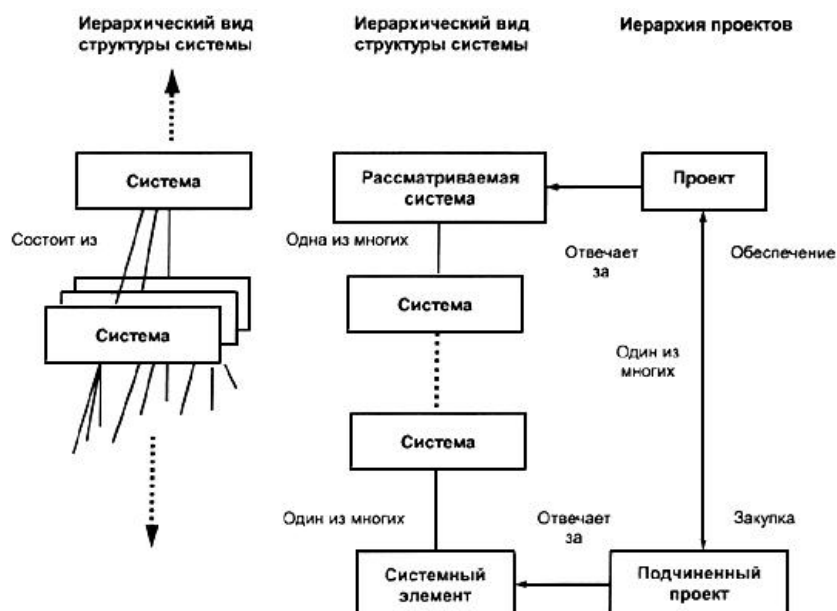 Иерархический вид
структуры системы
Иерархический вид
структуры системы
Иерархия проектов
Система
Рассматриваемая
система
Проект
Состоит из
Одна из многих
Отвечает
за
Обеспечение
Система
Система
Один из
многих
Система
Один из многих
Отвечает
за
Закупка
Системный
элемент
Подчиненный
проект